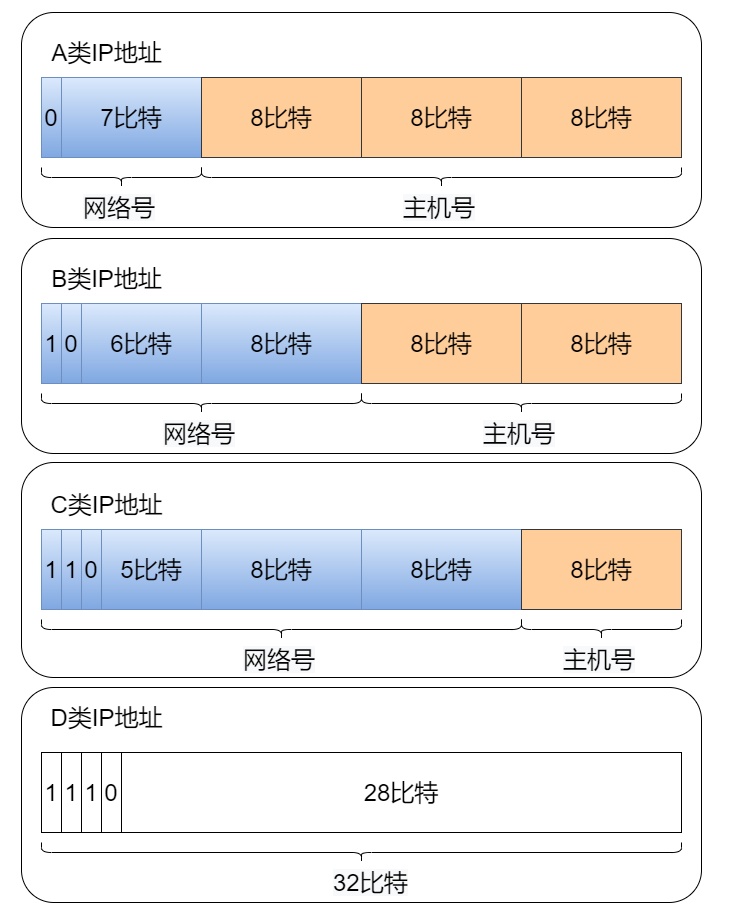 A类IP地址
0 7比特 8比特 8比特 8比特
网络号 主机号
B类IP地址
1 0 6比特 8比特 8比特 8比特
网络号 主机号
C类IP地址
1 1 0 5比特 8比特 8比特 8比特
网络号 主机号
D类IP地址
1 1 1 0 28比特
32比特